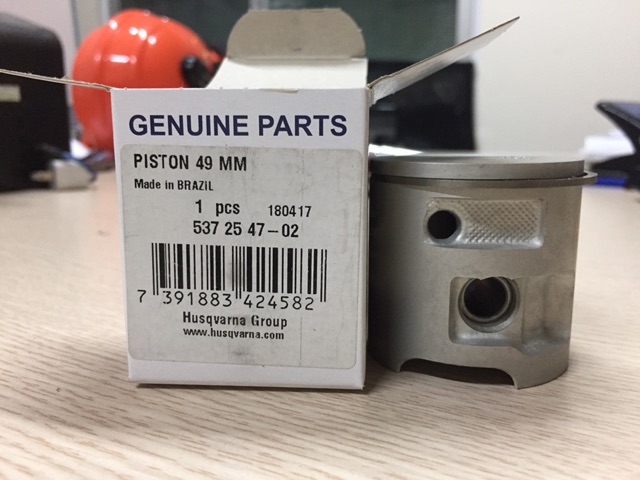 GENUINE PARTS
PISTON 49 MM
Made in BRAZIL
1 pcs 180417
537 25 47-02
7 391883 424582
Husqvarna Group
www.husqvarna.com